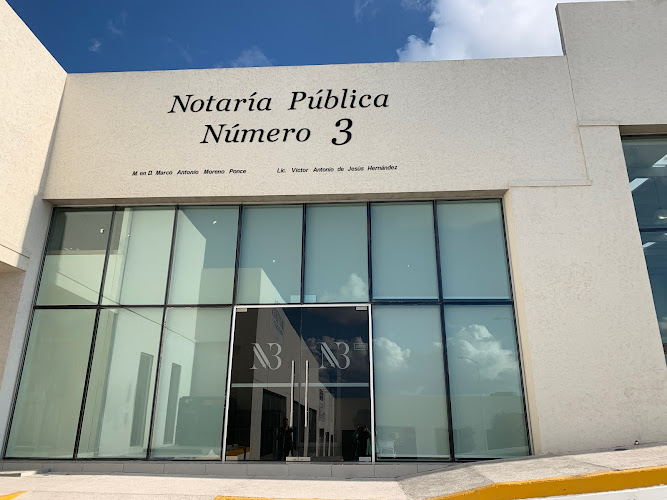 Notaría Pública
Número 3
M. en D. Marco Antonio Moreno Ponce Lic. Víctor Antonio de Jesús Hernández
N3 N3